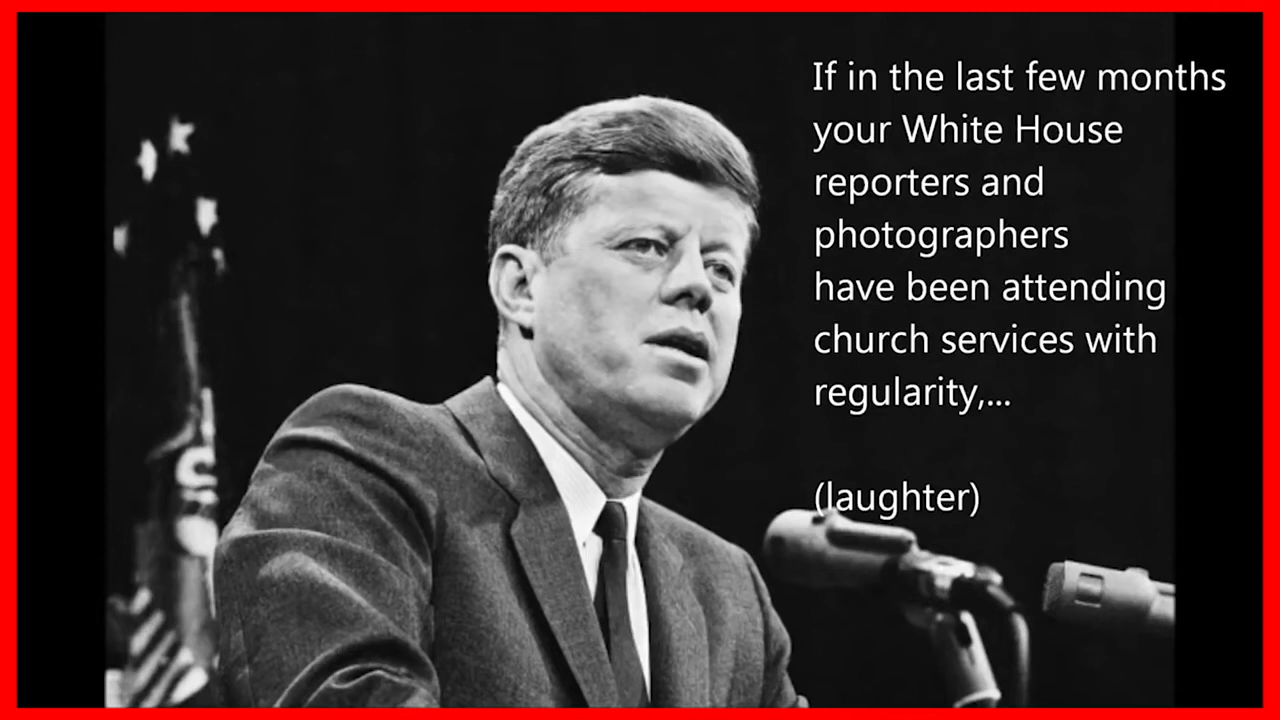 If in the last few months
your White House
reporters and
photographers
have been attending
church services with
regularity,...
(laughter)